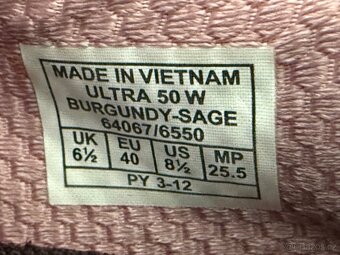 MADE IN VIETNAM
ULTRA 50 W
BURGUNDY-SAGE
64067/6550
UK EU US MP
6½ 40 8½ 25.5
PY 3-12